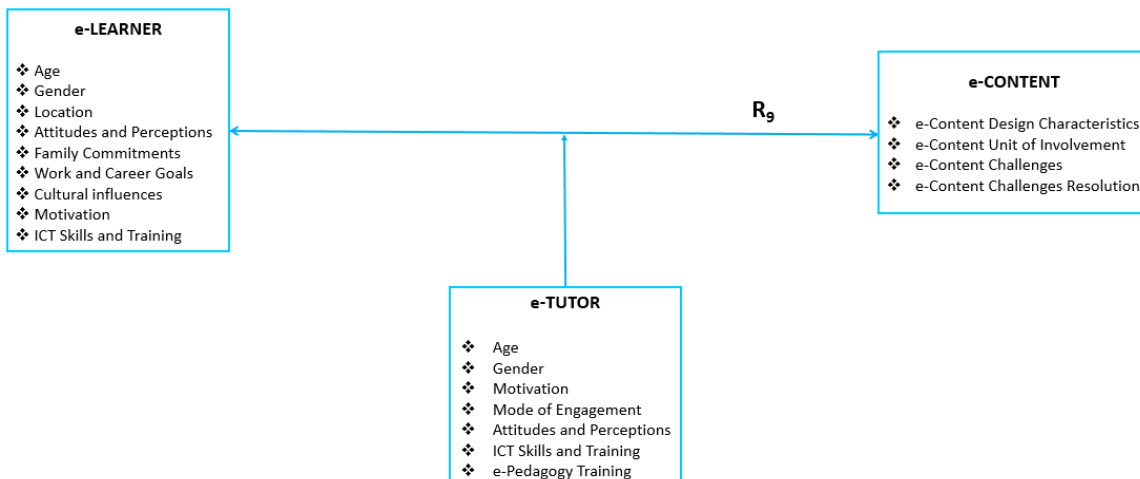 e-LEARNER
❖ Age
❖ Gender
❖ Location
❖ Attitudes and Perceptions
❖ Family Commitments
❖ Work and Career Goals
❖ Cultural influences
❖ Motivation
❖ ICT Skills and Training
R₉
e-CONTENT
❖ e-Content Design Characteristics
❖ e-Content Unit of Involvement
❖ e-Content Challenges
❖ e-Content Challenges Resolution
e-TUTOR
❖ Age
❖ Gender
❖ Motivation
❖ Mode of Engagement
❖ Attitudes and Perceptions
❖ ICT Skills and Training
❖ e-Pedagogy Training